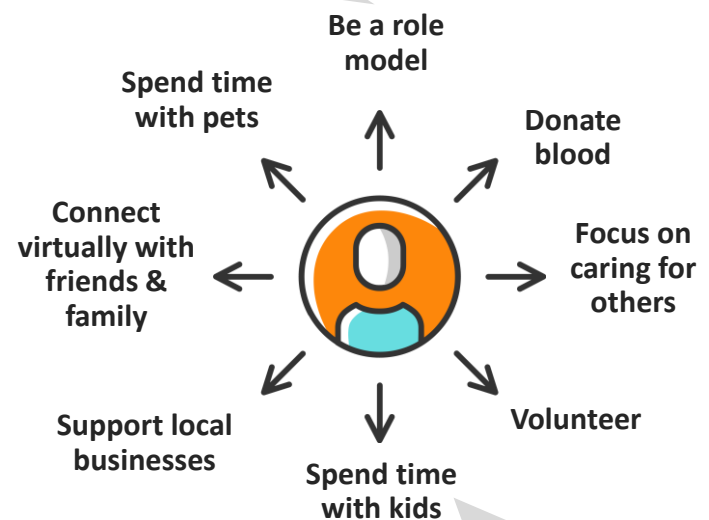 Be a role
model
Spend time
with pets
Donate
blood
Connect
virtually with
friends &
family
Focus on
caring for
others
Support local
businesses
Volunteer
Spend time
with kids